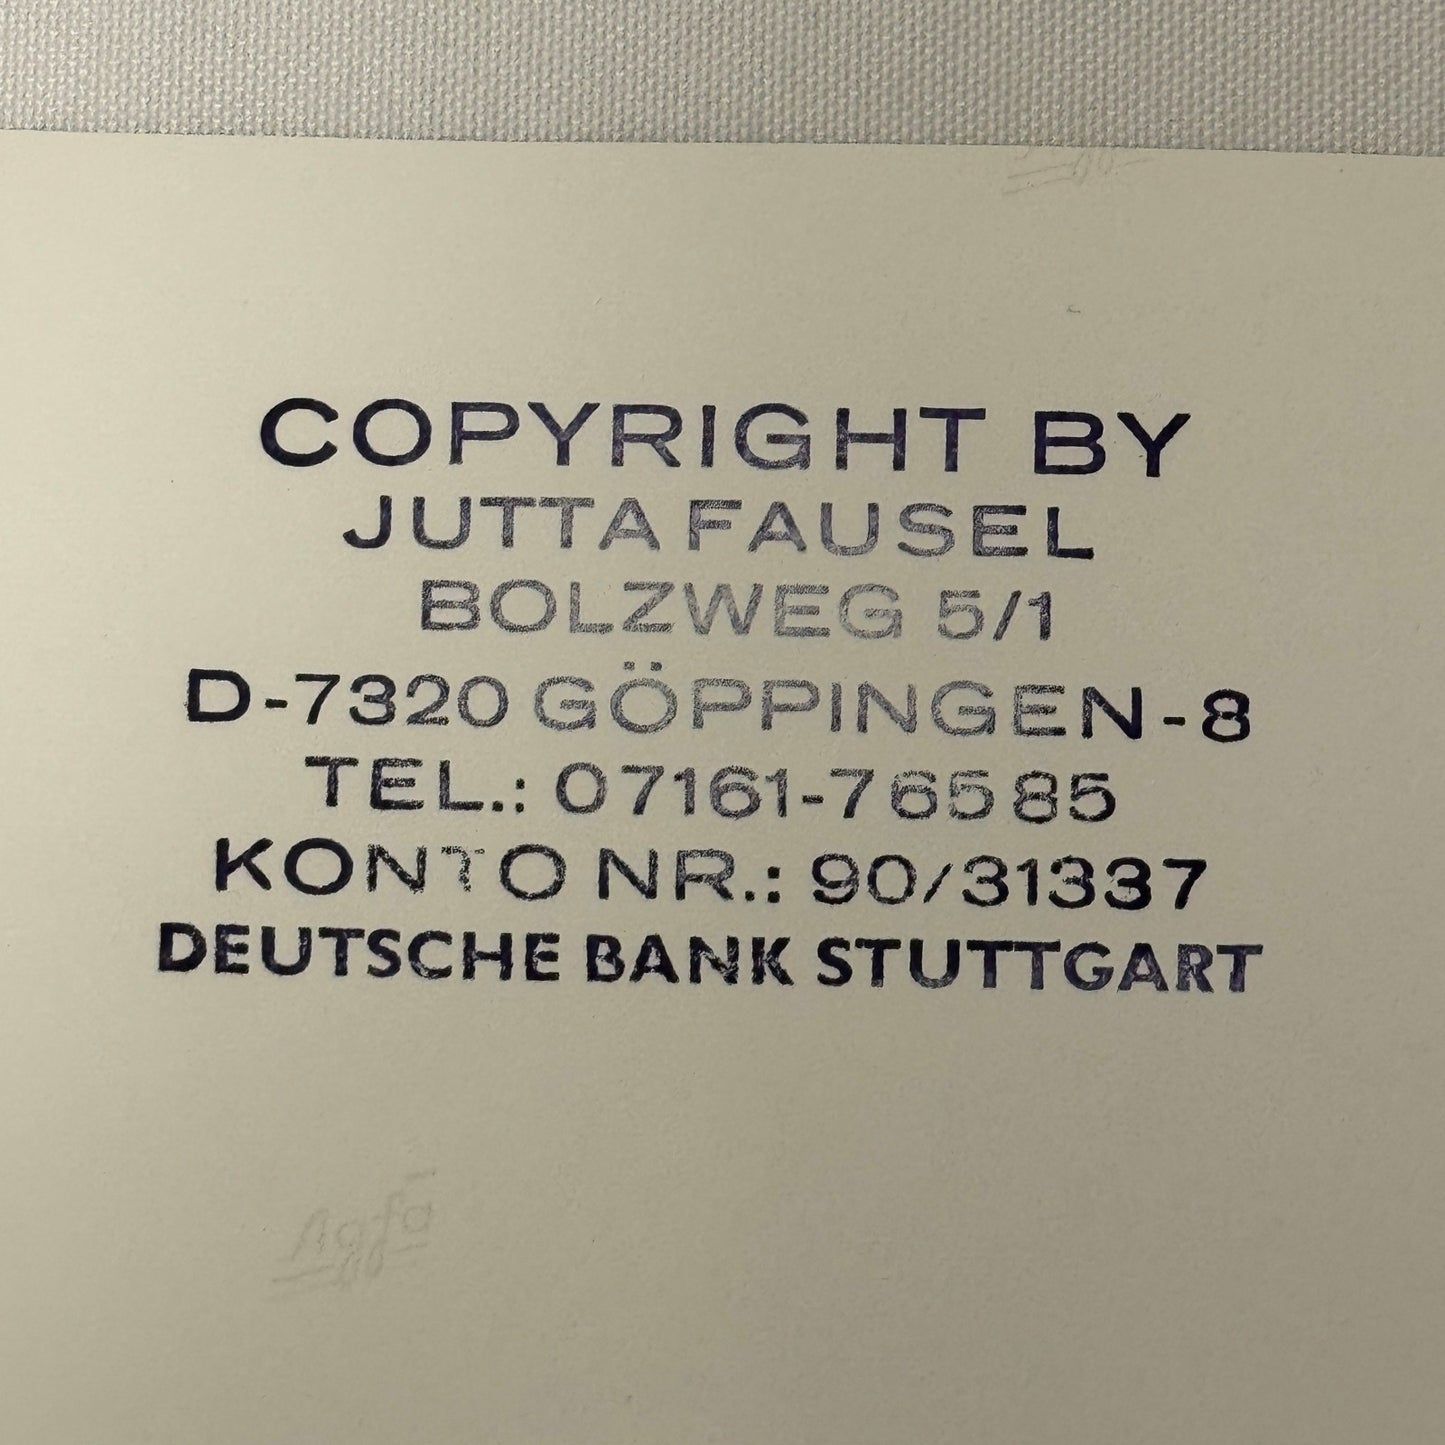 COPYRIGHT BY
JUTTA FAUSEL
BOLZWEG 5/1
D-7320 GÖPPINGEN-8
TEL.: 07161-76585
KONTO NR.: 90/31337
DEUTSCHE BANK STUTTGART